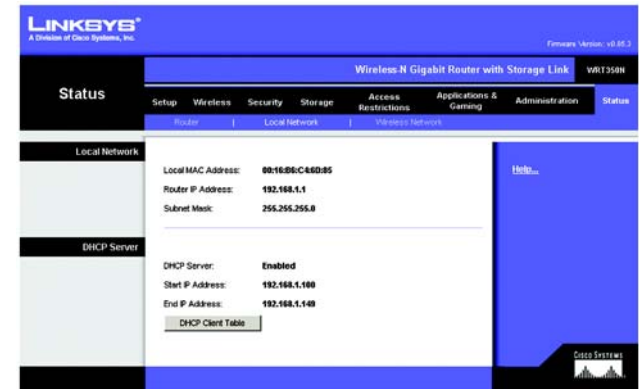 LINKSYS®
A Division of Cisco Systems, Inc.
Firmware Version: v0.85.3
Wireless-N Gigabit Router with Storage Link WRT350N
Status
Setup Wireless Security Storage Access Restrictions Applications & Gaming Administration Status
Router | Local Network | Wireless Network
Local Network
Local MAC Address: 00:16:B6:C4:6D:85
Router IP Address: 192.168.1.1
Subnet Mask: 255.255.255.0
Help...
DHCP Server
DHCP Server: Enabled
Start IP Address: 192.168.1.100
End IP Address: 192.168.1.149
DHCP Client Table
CISCO SYSTEMS